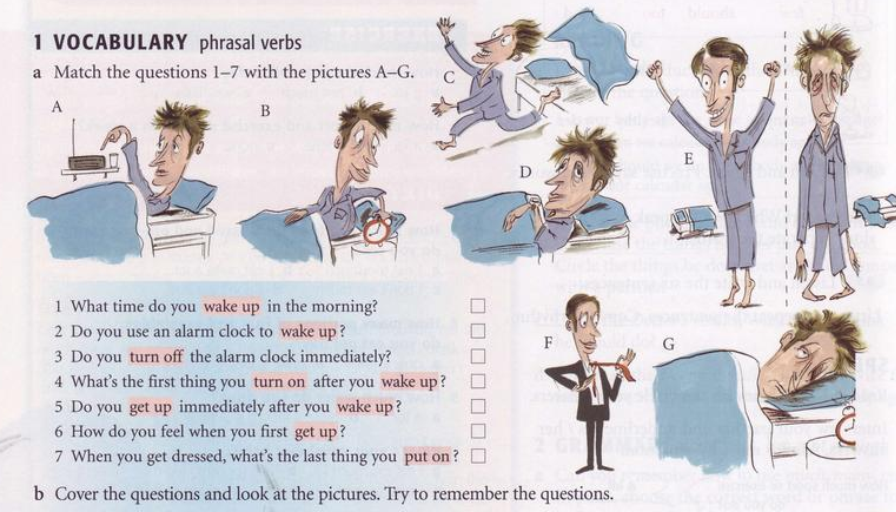 1 VOCABULARY phrasal verbs
a Match the questions 1–7 with the pictures A–G.
A
B
C
D
E
F
G
1 What time do you wake up in the morning?
2 Do you use an alarm clock to wake up?
3 Do you turn off the alarm clock immediately?
4 What's the first thing you turn on after you wake up?
5 Do you get up immediately after you wake up?
6 How do you feel when you first get up?
7 When you get dressed, what's the last thing you put on?
b Cover the questions and look at the pictures. Try to remember the questions.